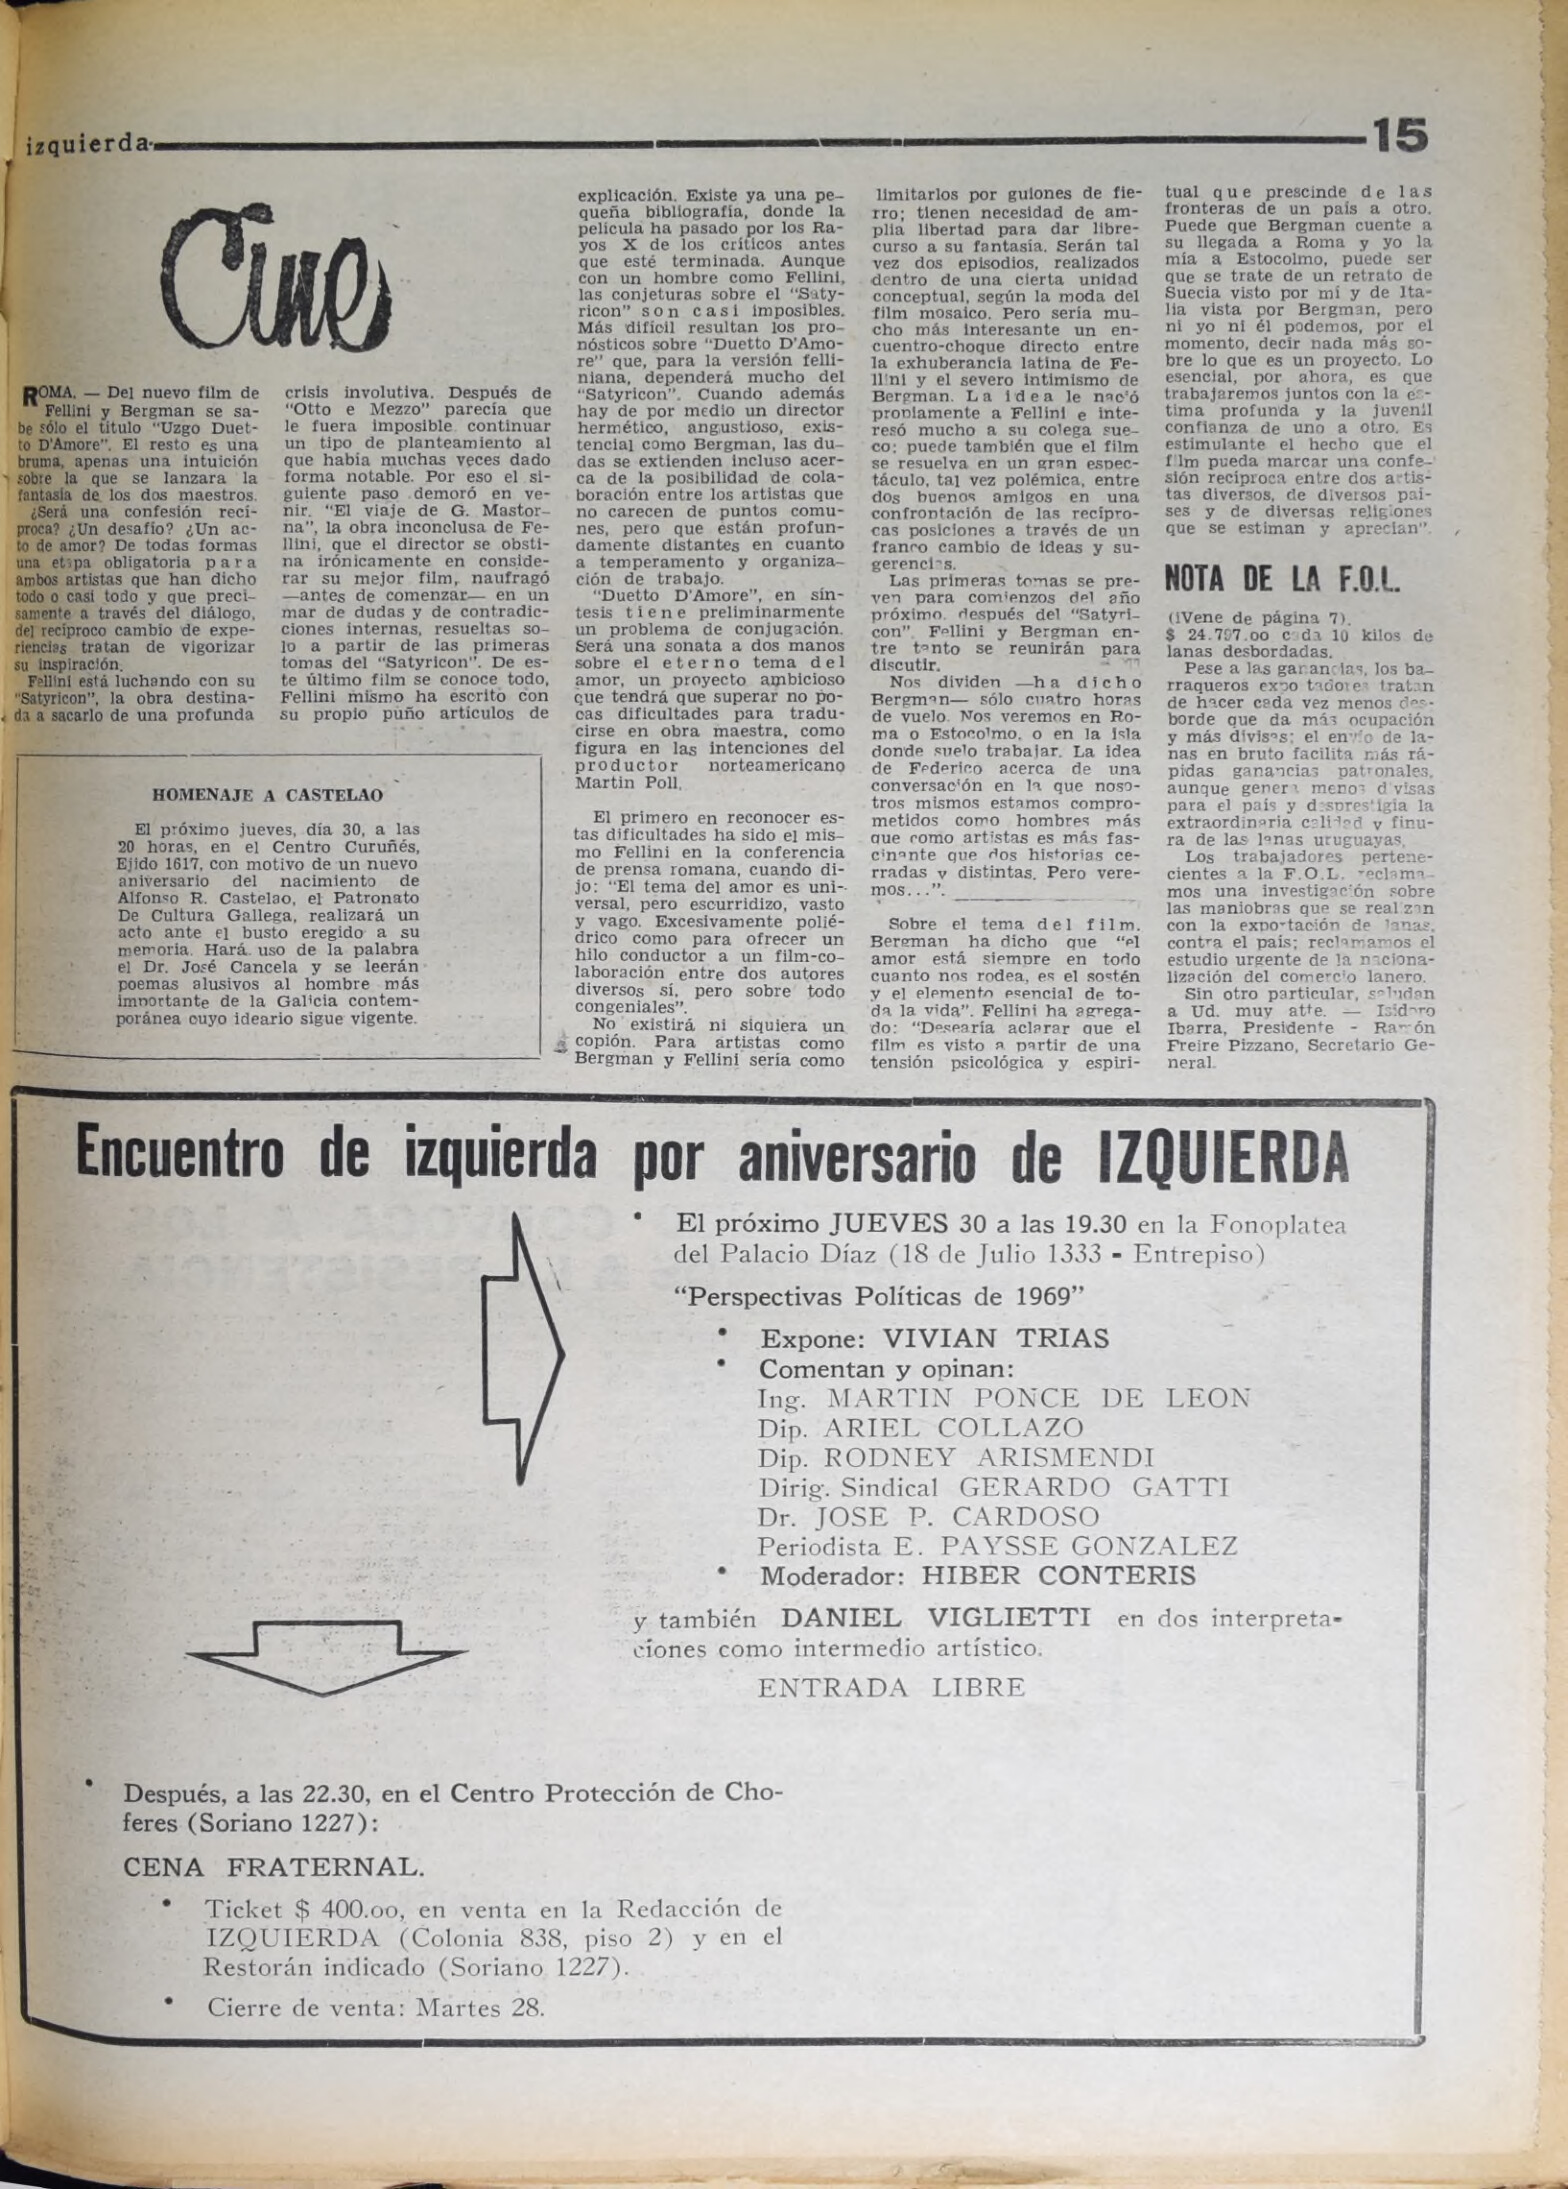 izquierda
15
Cine
ROMA. — Del nuevo film de
Fellini y Bergman se sa-
be sólo el título "Uzgo Duet-
to D'Amore". El resto es una
bruma, apenas una intuición
sobre la que se lanzara la
fantasía de los dos maestros.
¿Será una confesión recí-
proca? ¿Un desafío? ¿Un ac-
to de amor? De todas formas
una etapa obligatoria para
ambos artistas que han dicho
todo o casi todo y que preci-
samente a través del diálogo,
del recíproco cambio de expe-
riencias tratan de vigorizar
su inspiración.
Fellini está luchando con su
"Satyricon", la obra destina-
da a sacarlo de una profunda
crisis involutiva. Después de
"Otto e Mezzo" parecía que
le fuera imposible continuar
un tipo de planteamiento al
que había muchas veces dado
forma notable. Por eso el si-
guiente paso demoró en ve-
nir. "El viaje de G. Mastor-
na", la obra inconclusa de Fe-
llini, que el director se obsti-
na irónicamente en conside-
rar su mejor film, naufragó
—antes de comenzar— en un
mar de dudas y de contradic-
ciones internas, resueltas so-
lo a partir de las primeras
tomas del "Satyricon". De es-
te último film se conoce todo,
Fellini mismo ha escrito con
su propio puño artículos de
explicación. Existe ya una pe-
queña bibliografía, donde la
película ha pasado por los Ra-
yos X de los críticos antes
que esté terminada. Aunque
con un hombre como Fellini,
las conjeturas sobre el "Saty-
ricon" son casi imposibles.
Más difícil resultan los pro-
nósticos sobre "Duetto D'Amo-
re" que, para la versión felli-
niana, dependerá mucho del
"Satyricon". Cuando además
hay de por medio un director
hermético, angustioso, exis-
tencial como Bergman, las du-
das se extienden incluso acer-
ca de la posibilidad de cola-
boración entre los artistas que
no carecen de puntos comu-
nes, pero que están profun-
damente distantes en cuanto
a temperamento y organiza-
ción de trabajo.
"Duetto D'Amore", en sín-
tesis tiene preliminarmente
un problema de conjugación.
Será una sonata a dos manos
sobre el eterno tema del
amor, un proyecto ambicioso
que tendrá que superar no po-
cas dificultades para tradu-
cirse en obra maestra, como
figura en las intenciones del
productor norteamericano
Martin Poll.
El primero en reconocer es-
tas dificultades ha sido el mis-
mo Fellini en la conferencia
de prensa romana, cuando di-
jo: "El tema del amor es uni-
versal, pero escurridizo, vasto
y vago. Excesivamente polié-
drico como para ofrecer un
hilo conductor a un film-co-
laboración entre dos autores
diversos sí, pero sobre todo
congeniales".
No existirá ni siquiera un
copión. Para artistas como
Bergman y Fellini sería como
limitarlos por guiones de fie-
rro; tienen necesidad de am-
plia libertad para dar libre-
curso a su fantasía. Serán tal
vez dos episodios, realizados
dentro de una cierta unidad
conceptual, según la moda del
film mosaico. Pero sería mu-
cho más interesante un en-
cuentro-choque directo entre
la exhuberancia latina de Fe-
llini y el severo intimismo de
Bergman. La idea le nació
propiamente a Fellini e inte-
resó mucho a su colega sue-
co; puede también que el film
se resuelva en un gran espec-
táculo, tal vez polémica, entre
dos buenos amigos en una
confrontación de las recípro-
cas posiciones a través de un
franco cambio de ideas y su-
gerencias.
Las primeras tomas se pre-
ven para comienzos del año
próximo, después del "Satyri-
con". Fellini y Bergman en-
tre tanto se reunirán para
discutir.
Nos dividen —ha dicho
Bergman— sólo cuatro horas
de vuelo. Nos veremos en Ro-
ma o Estocolmo, o en la isla
donde suelo trabajar. La idea
de Federico acerca de una
conversación en la que noso-
tros mismos estamos compro-
metidos como hombres más
que como artistas es más fas-
cinante que dos historias ce-
rradas y distintas. Pero vere-
mos...".
Sobre el tema del film.
Bergman ha dicho que "el
amor está siempre en todo
cuanto nos rodea, es el sostén
y el elemento esencial de to-
da la vida". Fellini ha agrega-
do: "Desearía aclarar que el
film es visto a partir de una
tensión psicológica y espiri-
tual que prescinde de las
fronteras de un país a otro.
Puede que Bergman cuente a
su llegada a Roma y yo la
mía a Estocolmo, puede ser
que se trate de un retrato de
Suecia visto por mí y de Ita-
lia vista por Bergman, pero
ni yo ni él podemos, por el
momento, decir nada más so-
bre lo que es un proyecto. Lo
esencial, por ahora, es que
trabajaremos juntos con la es-
tima profunda y la juvenil
confianza de uno a otro. Es
estimulante el hecho que el
film pueda marcar una confe-
sión recíproca entre dos artis-
tas diversos, de diversos paí-
ses y de diversas religiones
que se estiman y aprecian".
HOMENAJE A CASTELAO
El próximo jueves, día 30, a las
20 horas, en el Centro Curuñés,
Ejido 1617, con motivo de un nuevo
aniversario del nacimiento de
Alfonso R. Castelao, el Patronato
De Cultura Gallega, realizará un
acto ante el busto eregido a su
memoria. Hará uso de la palabra
el Dr. José Cancela y se leerán
poemas alusivos al hombre más
importante de la Galicia contem-
poránea cuyo ideario sigue vigente.
NOTA DE LA F.O.L.
(iVene de página 7).
$ 24.797.oo cada 10 kilos de
lanas desbordadas.
Pese a las ganancias, los ba-
rraqueros expotadores tratan
de hacer cada vez menos des-
borde que da más ocupación
y más divisas; el envío de la-
nas en bruto facilita más rá-
pidas ganancias patronales,
aunque genera menos divisas
para el país y desprestigia la
extraordinaria calidad y finu-
ra de las lanas uruguayas.
Los trabajadores pertene-
cientes a la F.O.L. reclama-
mos una investigación sobre
las maniobras que se realizan
con la exportación de lanas,
contra el país; reclamamos el
estudio urgente de la naciona-
lización del comercio lanero.
Sin otro particular, saludan
a Ud. muy atte. — Isidoro
Ibarra, Presidente - Ramón
Freire Pizzano, Secretario Ge-
neral.
Encuentro de izquierda por aniversario de IZQUIERDA
• El próximo JUEVES 30 a las 19.30 en la Fonoplatea
del Palacio Díaz (18 de Julio 1333 - Entrepiso)
"Perspectivas Políticas de 1969"
• Expone: VIVIAN TRIAS
• Comentan y opinan:
Ing. MARTIN PONCE DE LEON
Dip. ARIEL COLLAZO
Dip. RODNEY ARISMENDI
Dirig. Sindical GERARDO GATTI
Dr. JOSE P. CARDOSO
Periodista E. PAYSSE GONZALEZ
• Moderador: HIBER CONTERIS
y también DANIEL VIGLIETTI en dos interpreta-
ciones como intermedio artístico.
ENTRADA LIBRE
• Después, a las 22.30, en el Centro Protección de Cho-
feres (Soriano 1227):
CENA FRATERNAL.
• Ticket $ 400.oo, en venta en la Redacción de
IZQUIERDA (Colonia 838, piso 2) y en el
Restorán indicado (Soriano 1227).
• Cierre de venta: Martes 28.